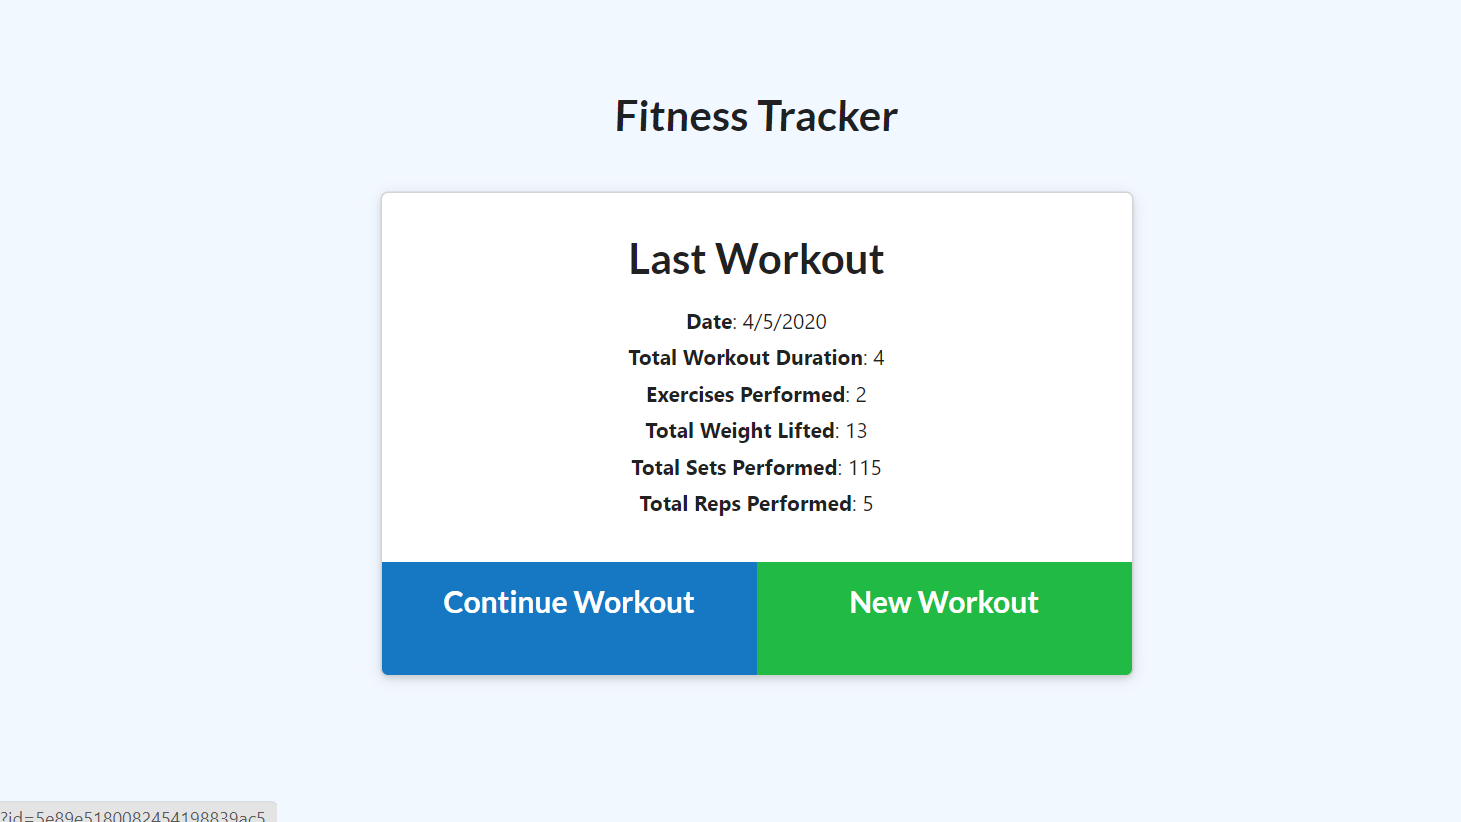 Fitness Tracker
Last Workout
Date: 4/5/2020
Total Workout Duration: 4
Exercises Performed: 2
Total Weight Lifted: 13
Total Sets Performed: 115
Total Reps Performed: 5
Continue Workout
New Workout
?id=5e89e5180082454198839ac5